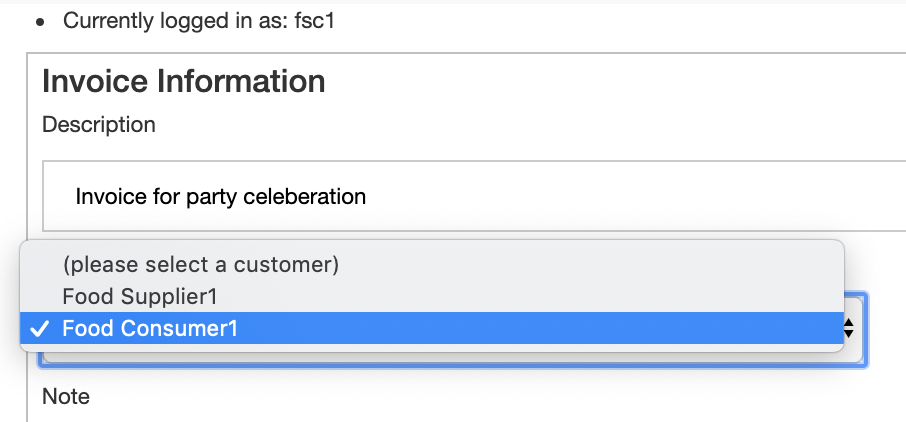 Currently logged in as: fsc1
Invoice Information
Description
Invoice for party celeberation
(please select a customer)
Food Supplier1
Food Consumer1
Note